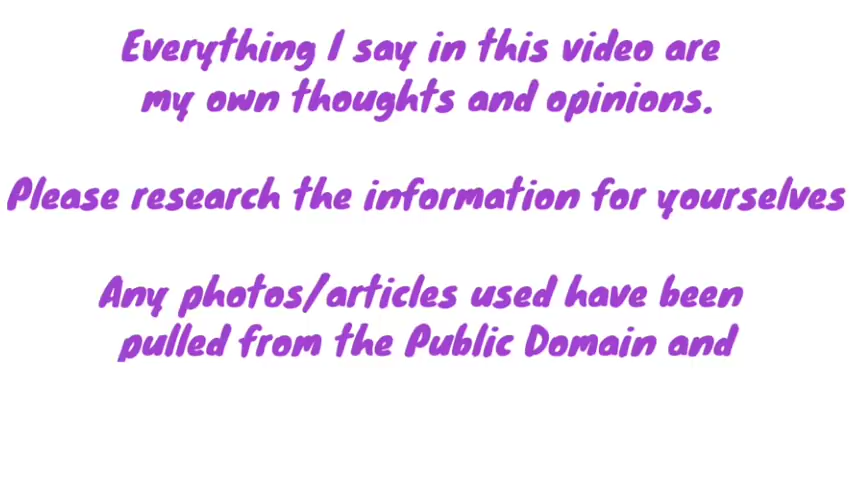 Everything I say in this video are
my own thoughts and opinions.
Please research the information for yourselves
Any photos/articles used have been
pulled from the Public Domain and